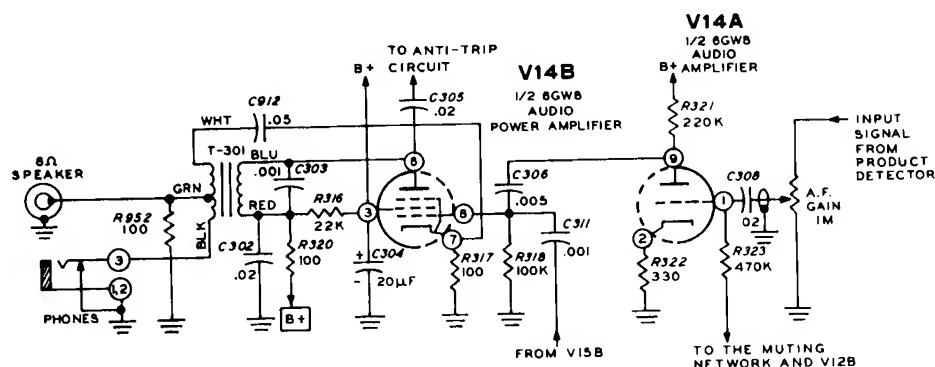 V14A
1/2 6GW8
AUDIO
AMPLIFIER
B+
TO ANTI-TRIP
CIRCUIT
B+
V14B
1/2 6GW8
AUDIO
POWER AMPLIFIER
C305
.02
R321
220K
INPUT
SIGNAL
FROM
PRODUCT
DETECTOR
C912
.05
WHT
T-301
BLU
.001
C303
6
9
8Ω
SPEAKER
GRN
RED
R316
22K
3
8
7
C306
.005
C311
.001
C308
.02
1
2
A.F.
GAIN
1M
R952
100
BLK
C302
.02
R320
100
C304
+
-
20µF
R317
100
R318
100K
R322
330
R323
470K
3
1,2
PHONES
B+
FROM V15B
TO THE MUTING
NETWORK AND V12B